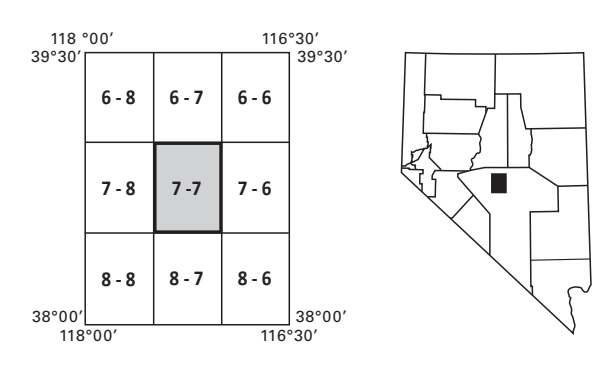 118 °00’ 116°30’
39°30’ 39°30’
6 - 8 6 - 7 6 - 6
7 - 8 7 -7 7 - 6
8 - 8 8 - 7 8 - 6
38°00’ 38°00’
118°00’ 116°30’